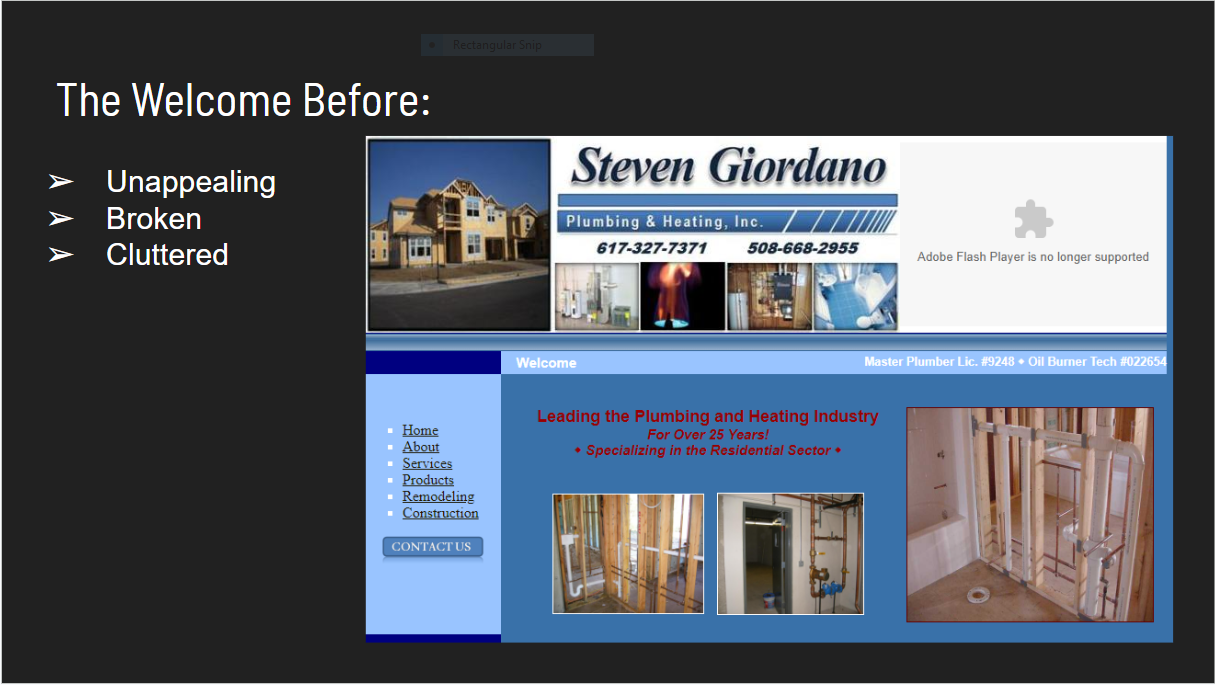 Rectangular Snip
The Welcome Before:
➢ Unappealing
➢ Broken
➢ Cluttered
Steven Giordano
Plumbing & Heating, Inc.
617-327-7371 508-668-2955
Adobe Flash Player is no longer supported
Welcome
Master Plumber Lic. #9248 • Oil Burner Tech #022654
Home
About
Services
Products
Remodeling
Construction
CONTACT US
Leading the Plumbing and Heating Industry
For Over 25 Years!
• Specializing in the Residential Sector •